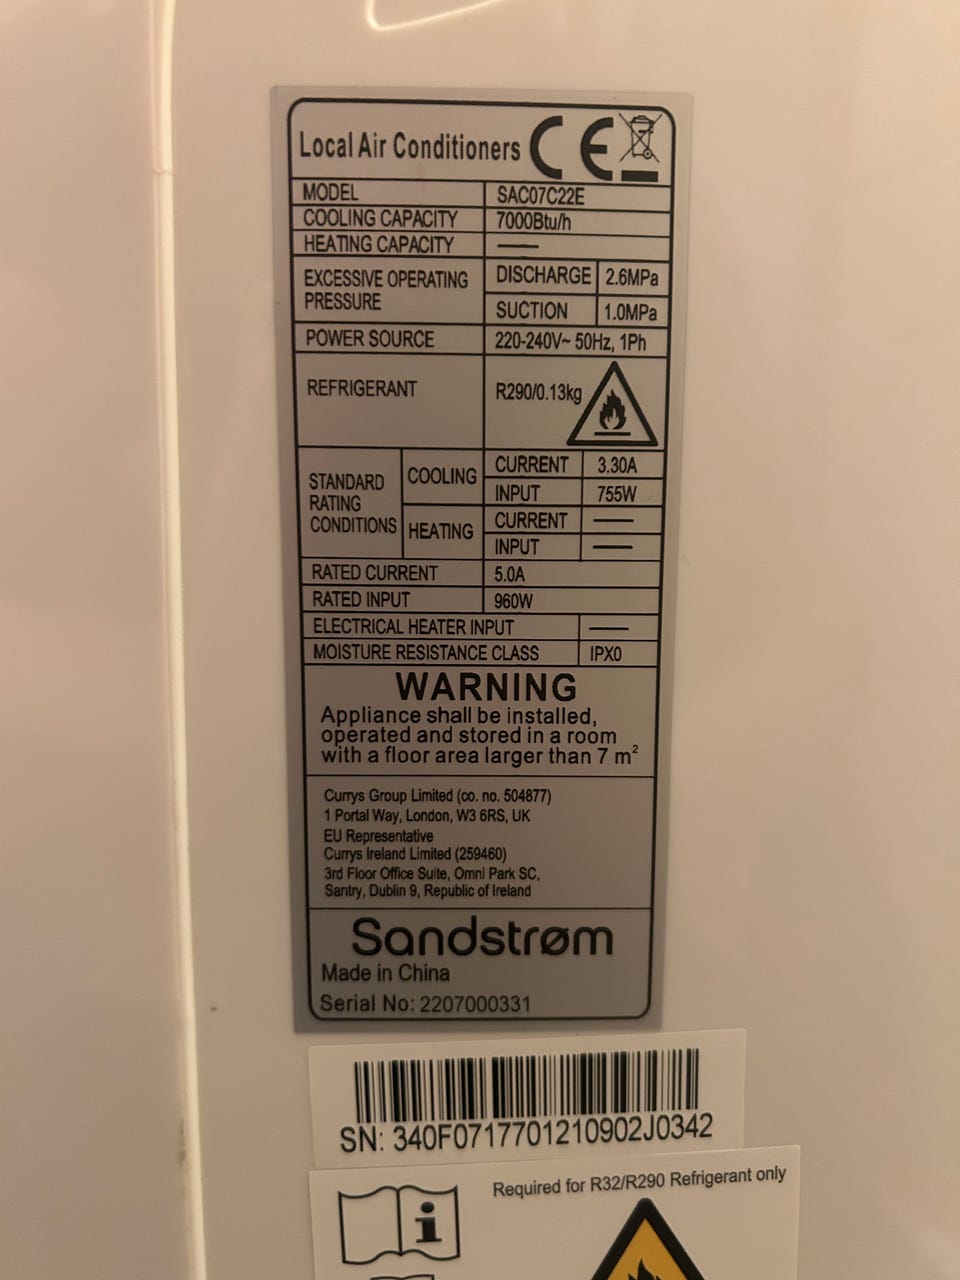 Local Air Conditioners CE
MODEL SAC07C22E
COOLING CAPACITY 7000Btu/h
HEATING CAPACITY —
EXCESSIVE OPERATING PRESSURE DISCHARGE 2.6MPa
SUCTION 1.0MPa
POWER SOURCE 220-240V~ 50Hz, 1Ph
REFRIGERANT R290/0.13kg
STANDARD RATING CONDITIONS COOLING CURRENT 3.30A
INPUT 755W
HEATING CURRENT —
INPUT —
RATED CURRENT 5.0A
RATED INPUT 960W
ELECTRICAL HEATER INPUT —
MOISTURE RESISTANCE CLASS IPX0
WARNING
Appliance shall be installed,
operated and stored in a room
with a floor area larger than 7 m²
Currys Group Limited (co. no. 504877)
1 Portal Way, London, W3 6RS, UK
EU Representative
Currys Ireland Limited (259460)
3rd Floor Office Suite, Omni Park SC,
Santry, Dublin 9, Republic of Ireland
Sandstrøm
Made in China
Serial No: 2207000331
SN: 340F0717701210902J0342
Required for R32/R290 Refrigerant only